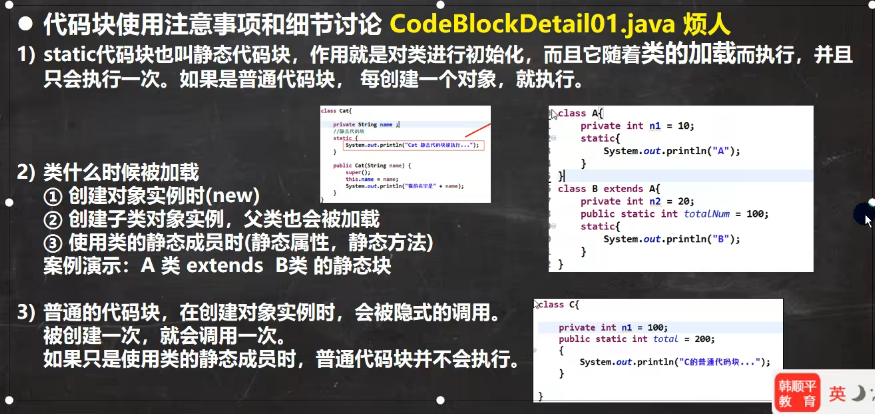 ● 代码块使用注意事项和细节讨论 CodeBlockDetail01.java 烦人
1) static代码块也叫静态代码块，作用就是对类进行初始化，而且它随着类的加载而执行，并且
只会执行一次。如果是普通代码块， 每创建一个对象，就执行。
class Cat{
private String name ;
//静态代码块
static {
System.out.println("Cat 静态代码块被执行...");
}
public Cat(String name) {
super();
this.name = name;
System.out.println("猫的名字是" + name);
}
}
class A{
private int n1 = 10;
static{
System.out.println("A");
}
}
class B extends A{
private int n2 = 20;
public static int totalNum = 100;
static{
System.out.println("B");
}
}
2) 类什么时候被加载
① 创建对象实例时(new)
② 创建子类对象实例，父类也会被加载
③ 使用类的静态成员时(静态属性，静态方法)
案例演示：A 类 extends B类 的静态块
3) 普通的代码块，在创建对象实例时，会被隐式的调用。
被创建一次，就会调用一次。
如果只是使用类的静态成员时，普通代码块并不会执行。
class C{
private int n1 = 100;
public static int total = 200;
{
System.out.println("C的普通代码块...");
}
}
韩顺平
教 育
英